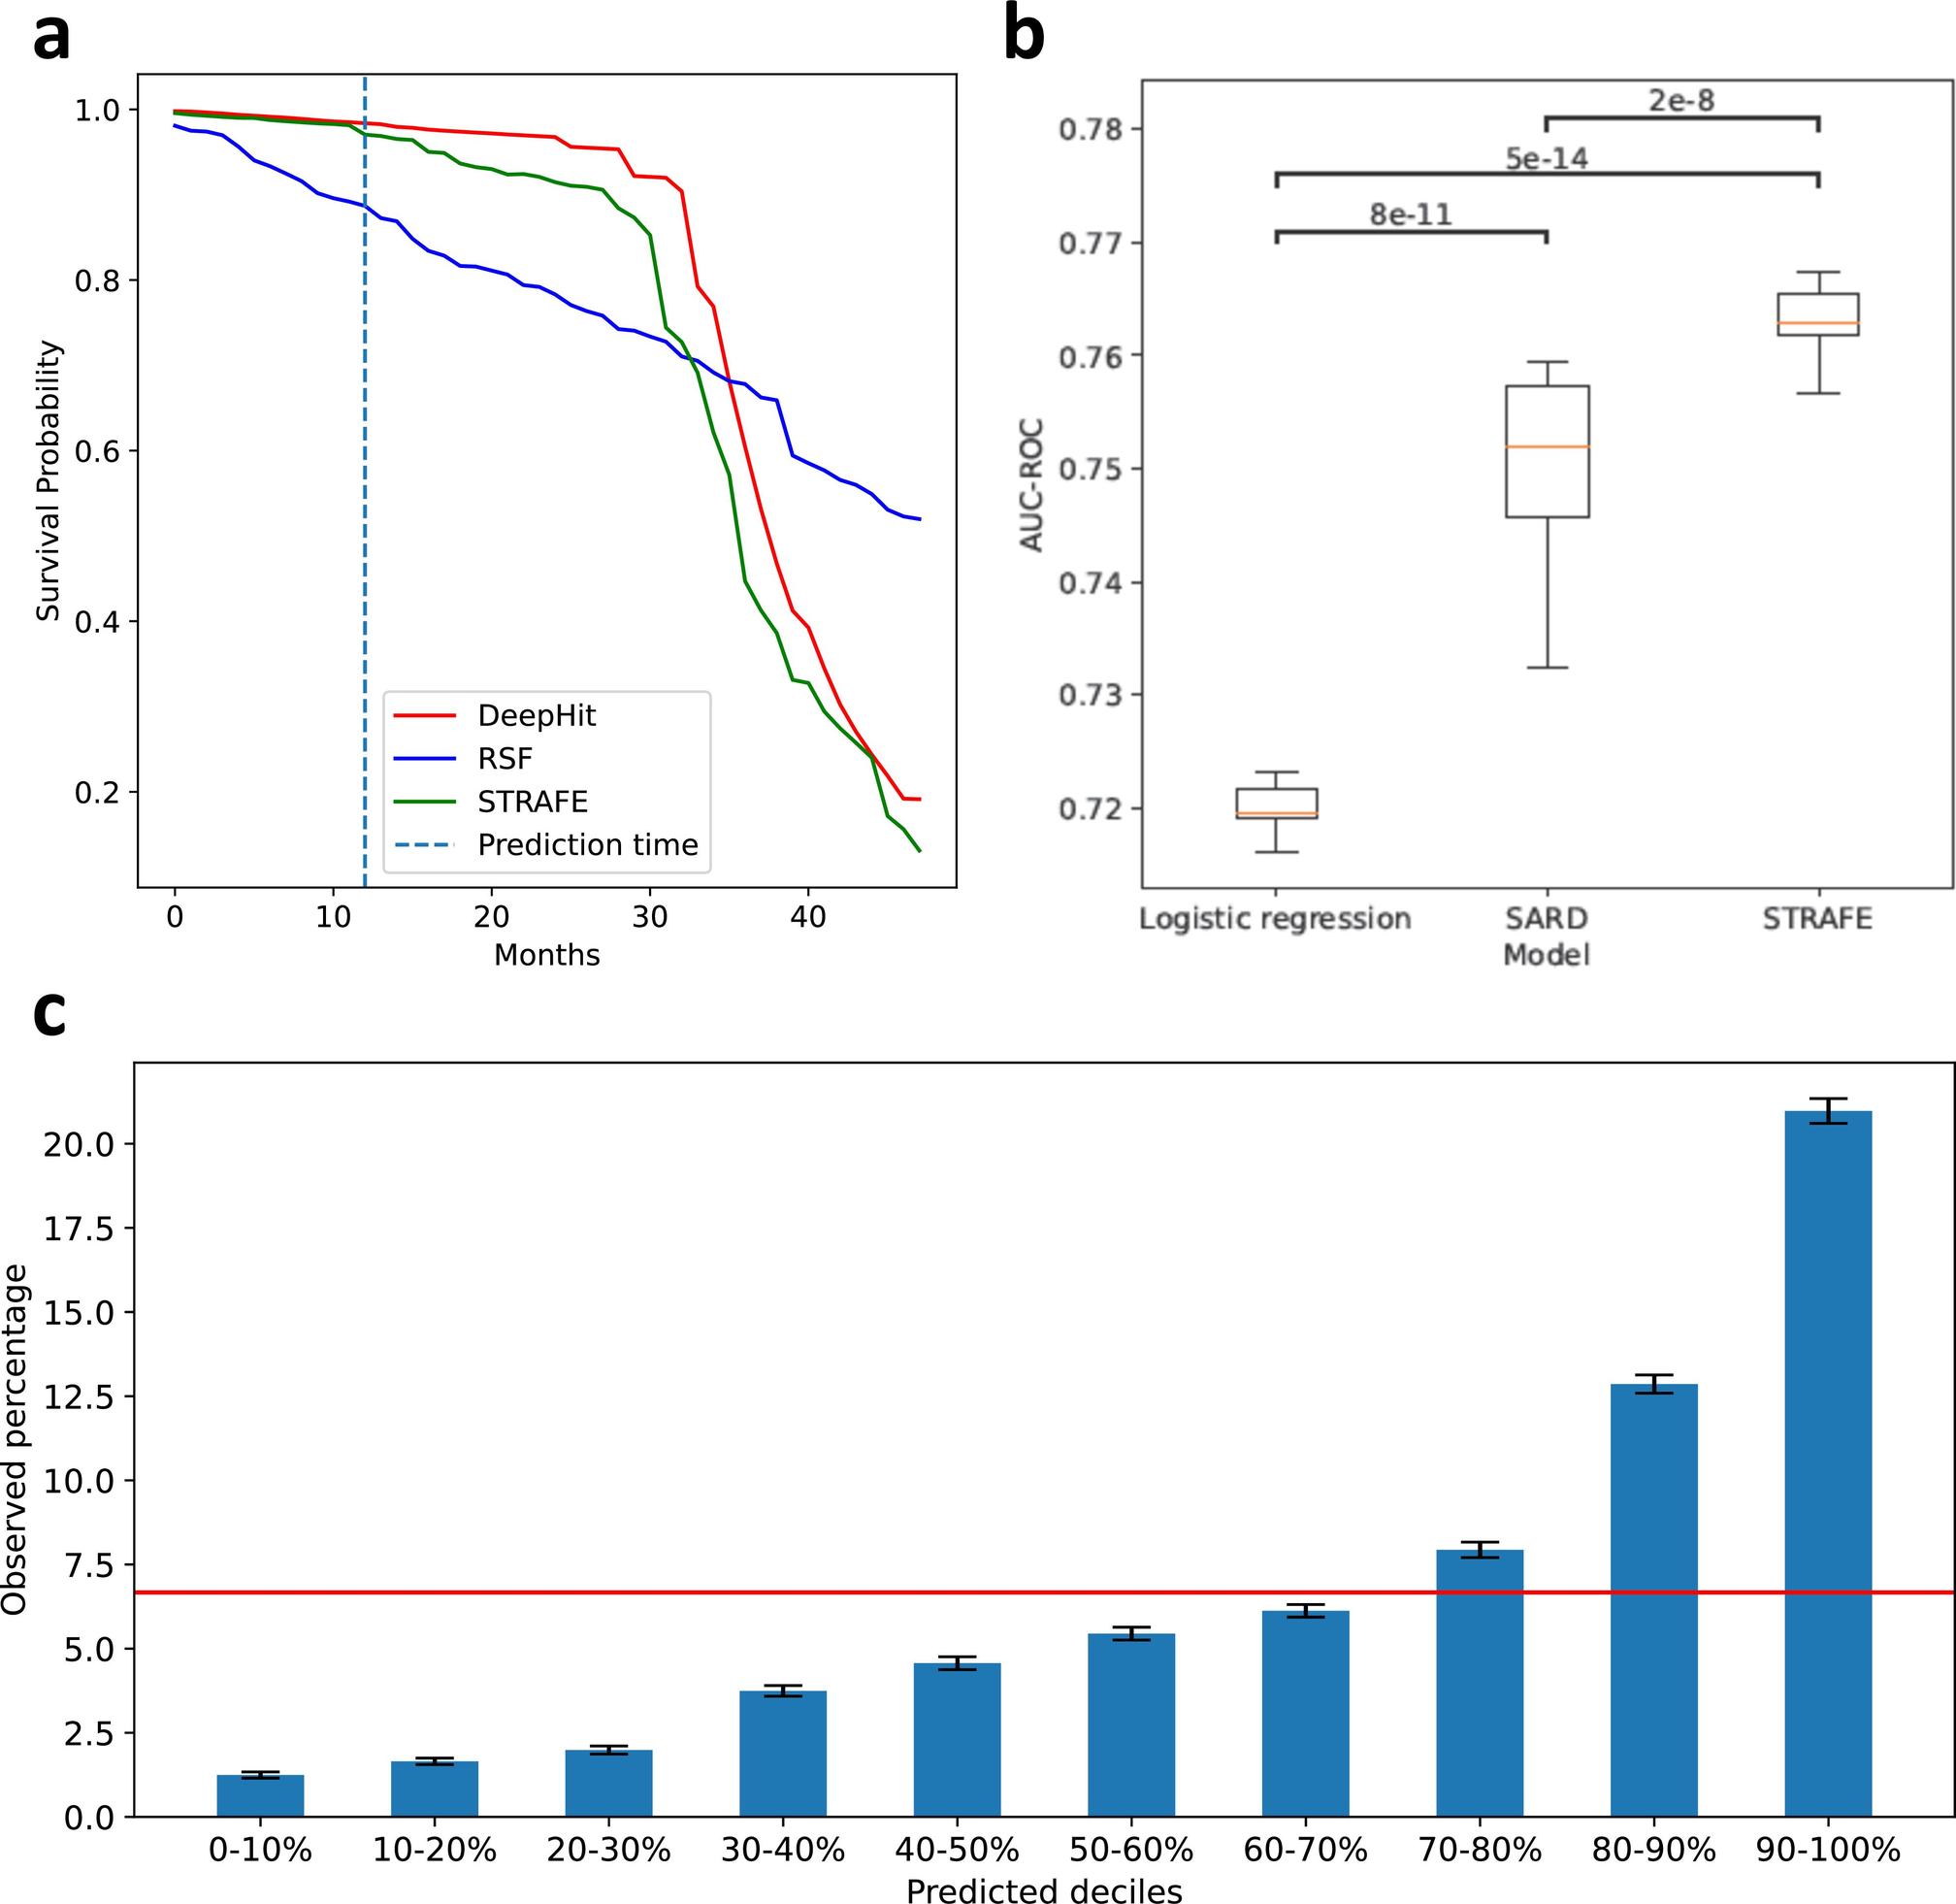 a
1.0
0.8
0.6
0.4
0.2
Survival Probability
DeepHit
RSF
STRAFE
Prediction time
0 10 20 30 40
Months
b
0.78
0.77
0.76
0.75
0.74
0.73
0.72
AUC-ROC
2e-8
5e-14
8e-11
Logistic regression SARD STRAFE
Model
c
20.0
17.5
15.0
12.5
10.0
7.5
5.0
2.5
0.0
Observed percentage
0-10% 10-20% 20-30% 30-40% 40-50% 50-60% 60-70% 70-80% 80-90% 90-100%
Predicted deciles